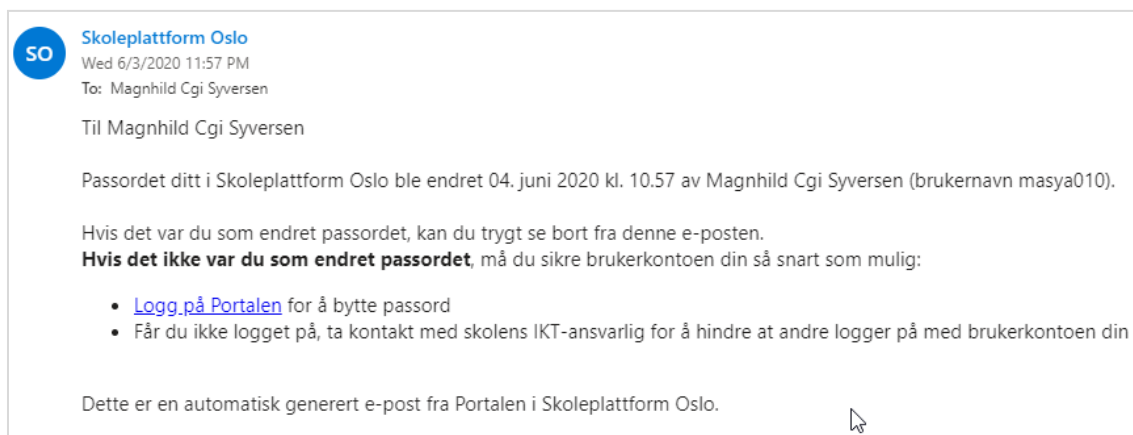 SO
Skoleplattform Oslo
Wed 6/3/2020 11:57 PM
To: Magnhild Cgi Syversen
Til Magnhild Cgi Syversen
Passordet ditt i Skoleplattform Oslo ble endret 04. juni 2020 kl. 10.57 av Magnhild Cgi Syversen (brukernavn masya010).
Hvis det var du som endret passordet, kan du trygt se bort fra denne e-posten.
Hvis det ikke var du som endret passordet, må du sikre brukerkontoen din så snart som mulig:
• Logg på Portalen for å bytte passord
• Får du ikke logget på, ta kontakt med skolens IKT-ansvarlig for å hindre at andre logger på med brukerkontoen din
Dette er en automatisk generert e-post fra Portalen i Skoleplattform Oslo.